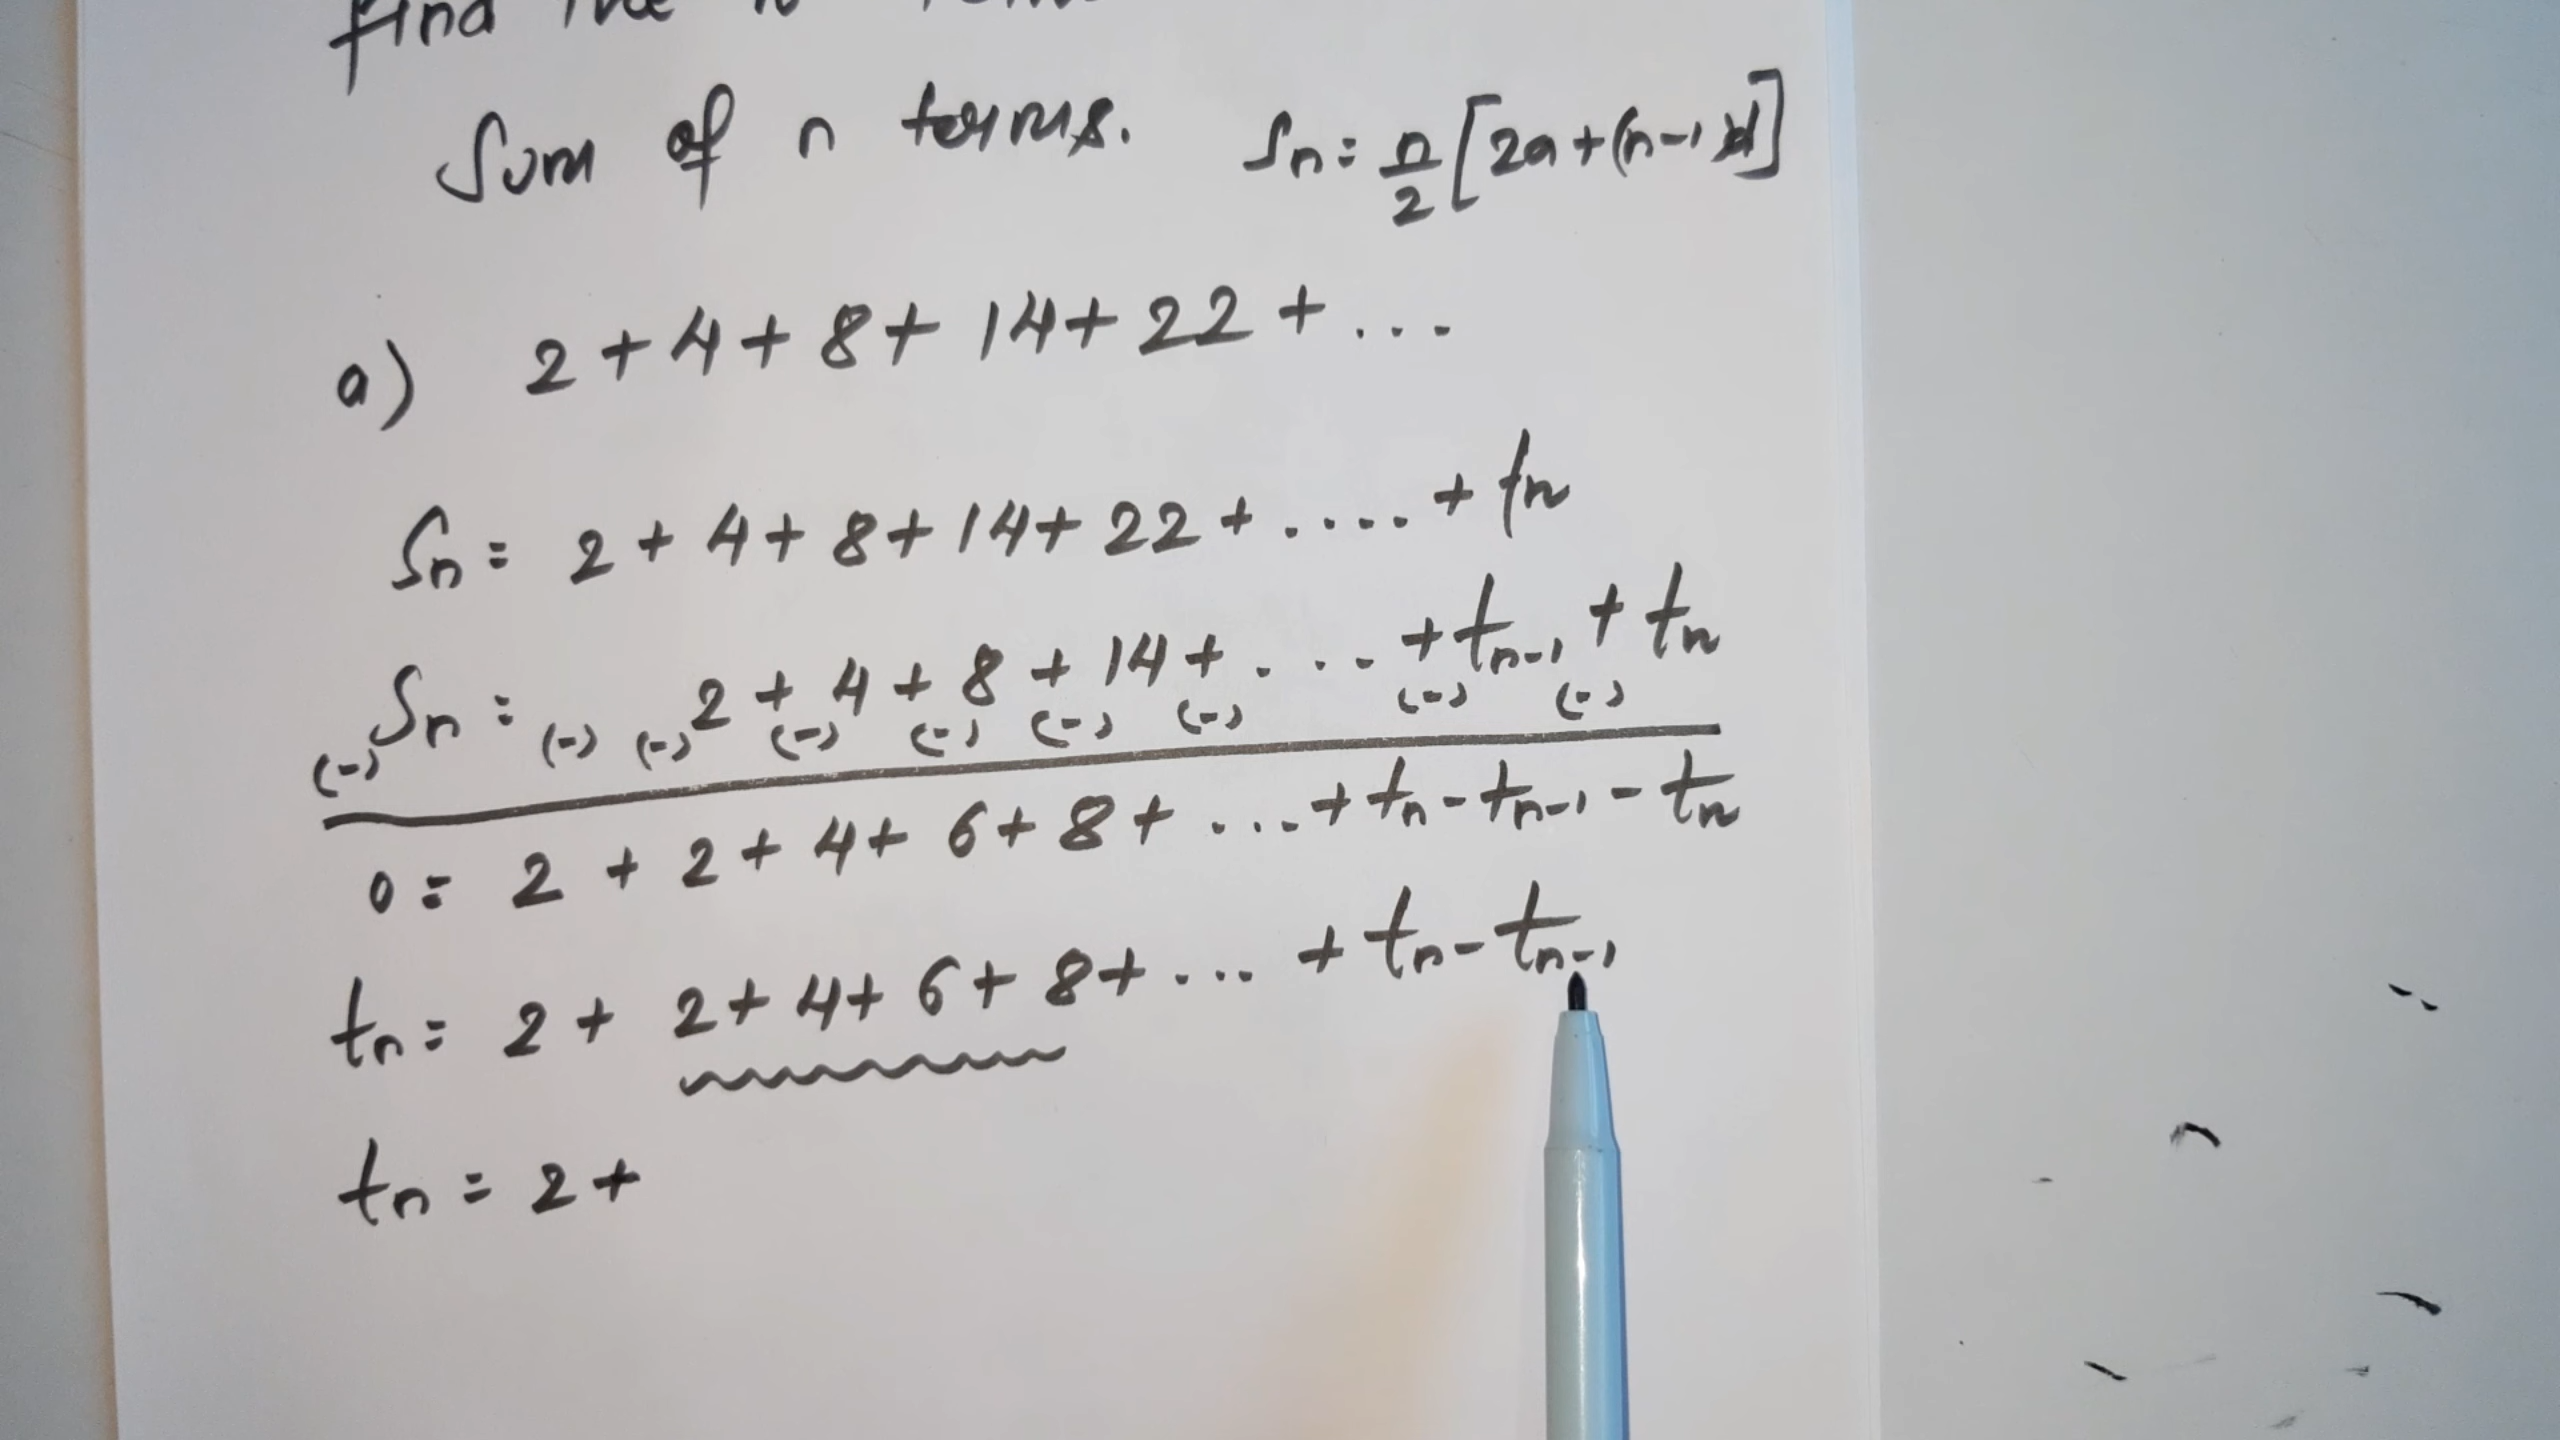 find the n
Sum of n terms. Sn = n/2 [2a + (n-1)d]
a) 2 + 4 + 8 + 14 + 22 + ...
Sn = 2 + 4 + 8 + 14 + 22 + .... + tn
(-) Sn = (-) (-) 2 + (-) 4 + (-) 8 + (-) 14 + (-) ... + (-) tn-1 + (-) tn
0 = 2 + 2 + 4 + 6 + 8 + ... + tn - tn-1 - tn
tn = 2 + 2 + 4 + 6 + 8 + ... + tn - tn-1
tn = 2 +